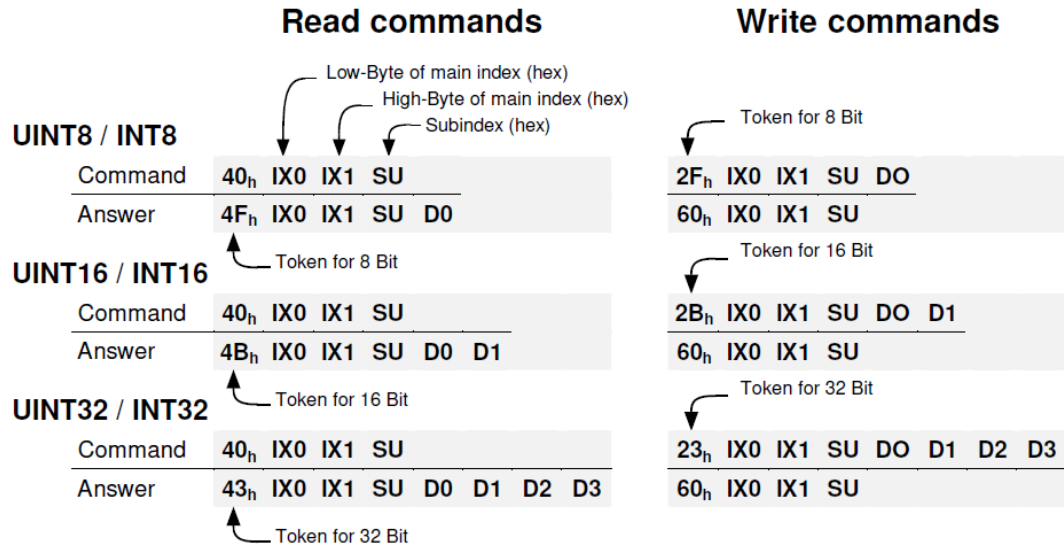 Read commands
Write commands
Low-Byte of main index (hex)
High-Byte of main index (hex)
Subindex (hex)
Token for 8 Bit
UINT8 / INT8
Command 40h IX0 IX1 SU 2Fh IX0 IX1 SU DO
Answer 4Fh IX0 IX1 SU D0 60h IX0 IX1 SU
Token for 8 Bit
Token for 16 Bit
UINT16 / INT16
Command 40h IX0 IX1 SU 2Bh IX0 IX1 SU DO D1
Answer 4Bh IX0 IX1 SU D0 D1 60h IX0 IX1 SU
Token for 16 Bit
Token for 32 Bit
UINT32 / INT32
Command 40h IX0 IX1 SU 23h IX0 IX1 SU DO D1 D2 D3
Answer 43h IX0 IX1 SU D0 D1 D2 D3 60h IX0 IX1 SU
Token for 32 Bit